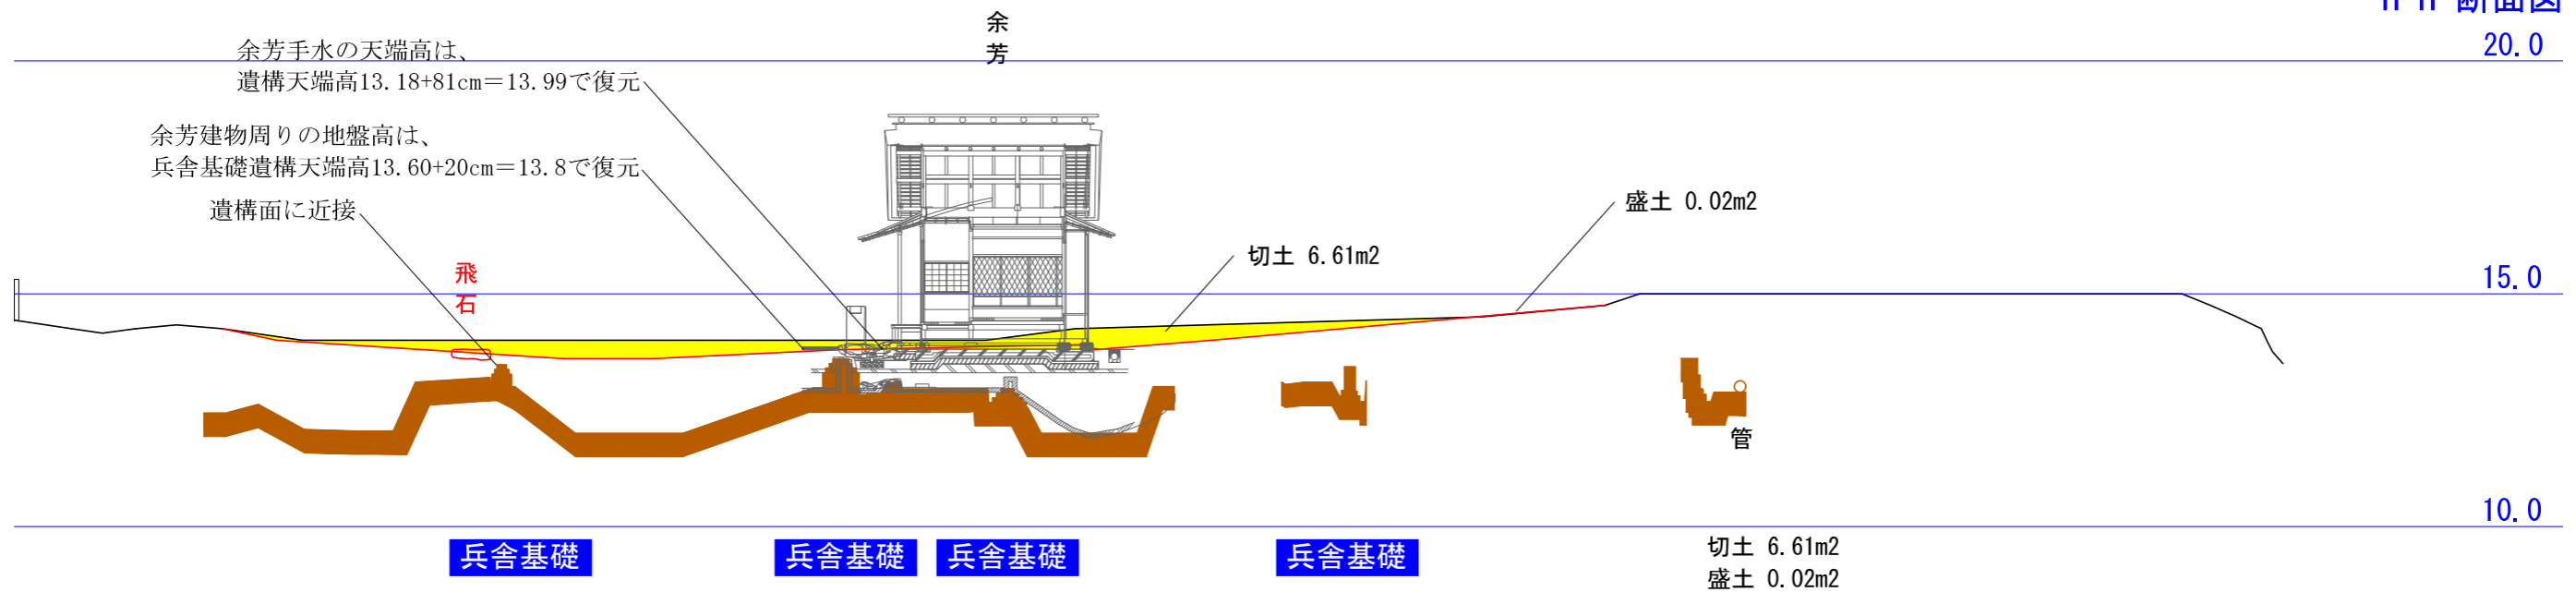 断面図
余芳
20.0
余芳手水の天端高は、
遺構天端高13.18+81cm＝13.99で復元
余芳建物周りの地盤高は、
兵舎基礎遺構天端高13.60+20cm＝13.8で復元
遺構面に近接
盛土 0.02m2
切土 6.61m2
飛石
15.0
管
10.0
兵舎基礎
兵舎基礎
兵舎基礎
兵舎基礎
切土 6.61m2
盛土 0.02m2